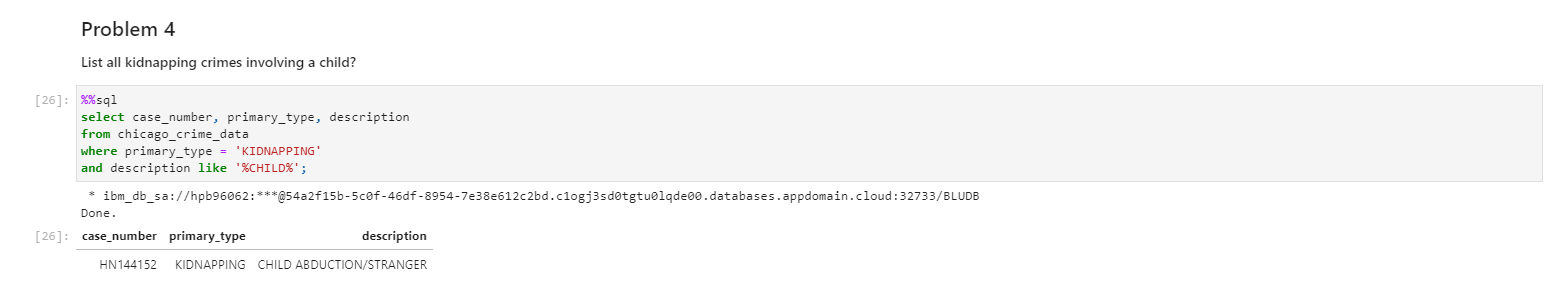 Problem 4
List all kidnapping crimes involving a child?
[26]: %%sql
select case_number, primary_type, description
from chicago_crime_data
where primary_type = 'KIDNAPPING'
and description like '%CHILD%';
* ibm_db_sa://hpb96062:***@54a2f15b-5c0f-46df-8954-7e38e612c2bd.c1ogj3sd0tgtu0lqde00.databases.appdomain.cloud:32733/BLUDB
Done.
[26]: case_number primary_type description
HN144152 KIDNAPPING CHILD ABDUCTION/STRANGER